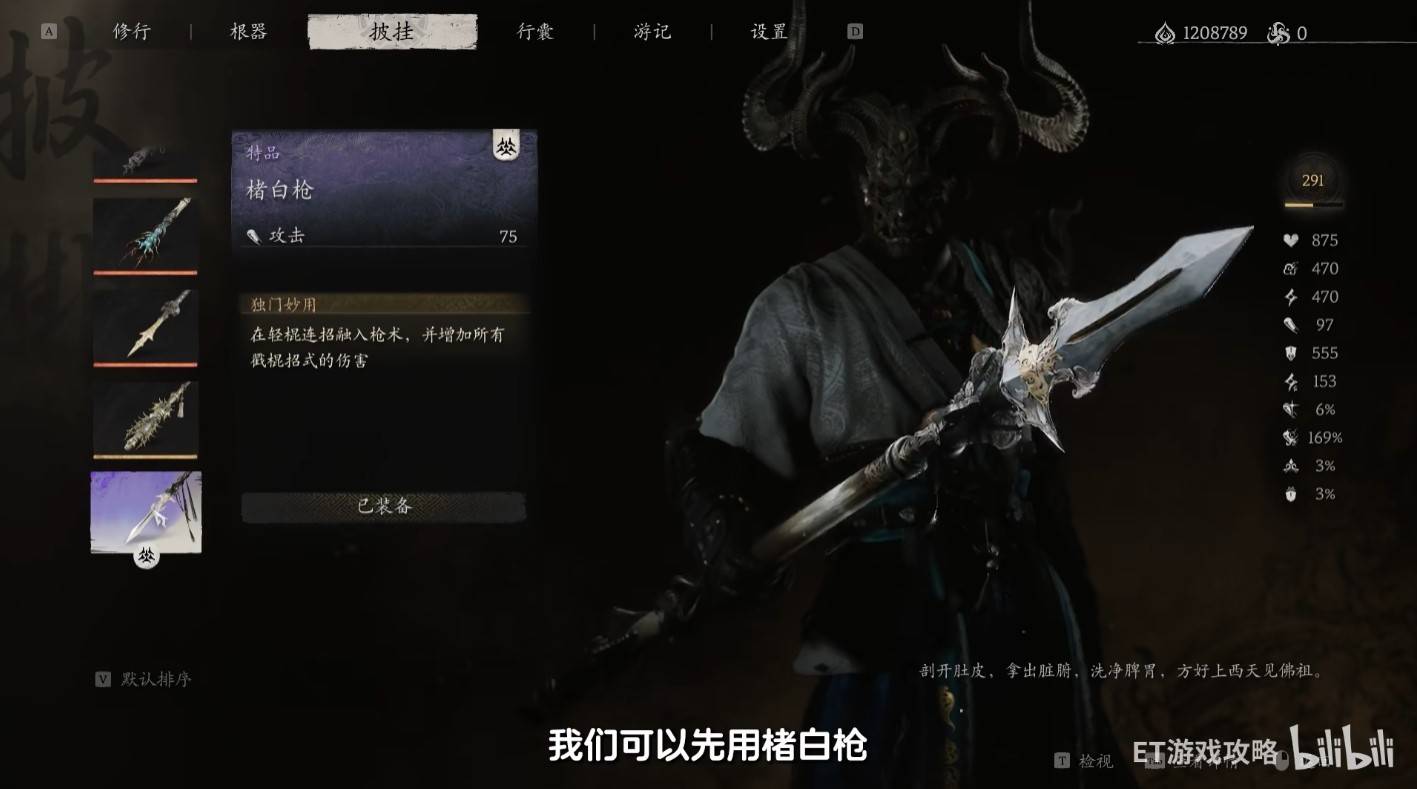 A 修行 | 根器 披挂 行囊 | 游记 | 设置 D
1208789 0
特品
楮白枪
攻击 75
独门妙用
在轻棍连招融入枪术，并增加所有
戳棍招式的伤害
已装备
291
875
470
470
97
555
153
6%
169%
3%
3%
V 默认排序
剖开肚皮，拿出脏腑，洗净脾胃，方好上西天见佛祖。
我们可以先用楮白枪
T 检视
ET游戏攻略 bilibili